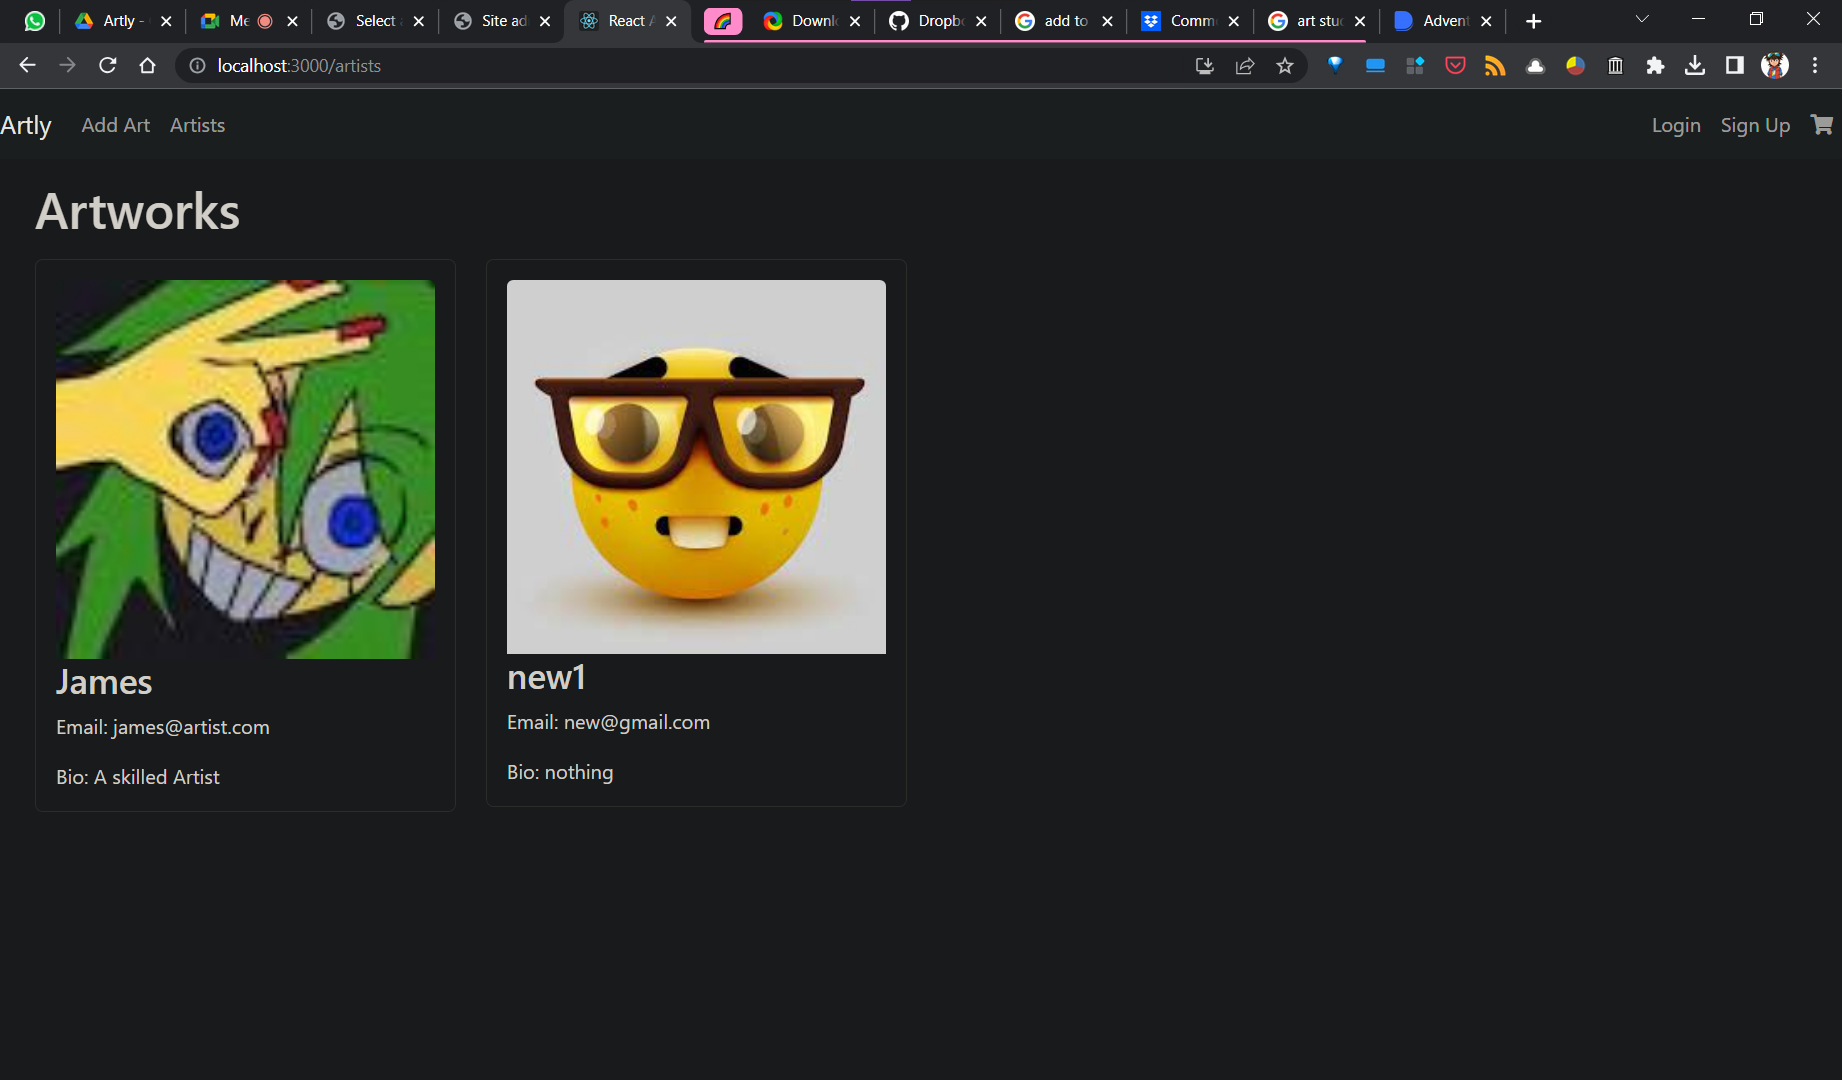 Artly -
Me
Select
Site ad
React A
Downl
Dropb
add to
Comm
art stu
Advent
localhost:3000/artists
Artly Add Art Artists Login Sign Up
Artworks
James
Email: james@artist.com
Bio: A skilled Artist
new1
Email: new@gmail.com
Bio: nothing